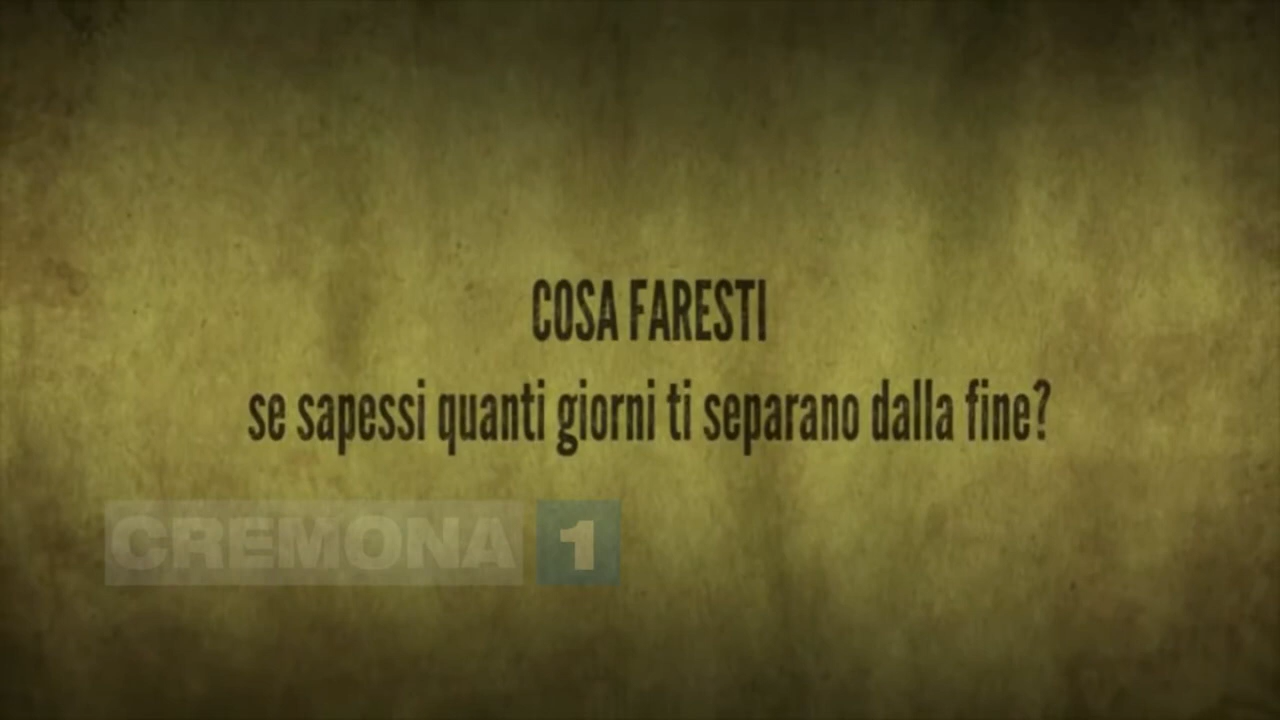 COSA FARESTI
se sapessi quanti giorni ti separano dalla fine?
CREMONA 1